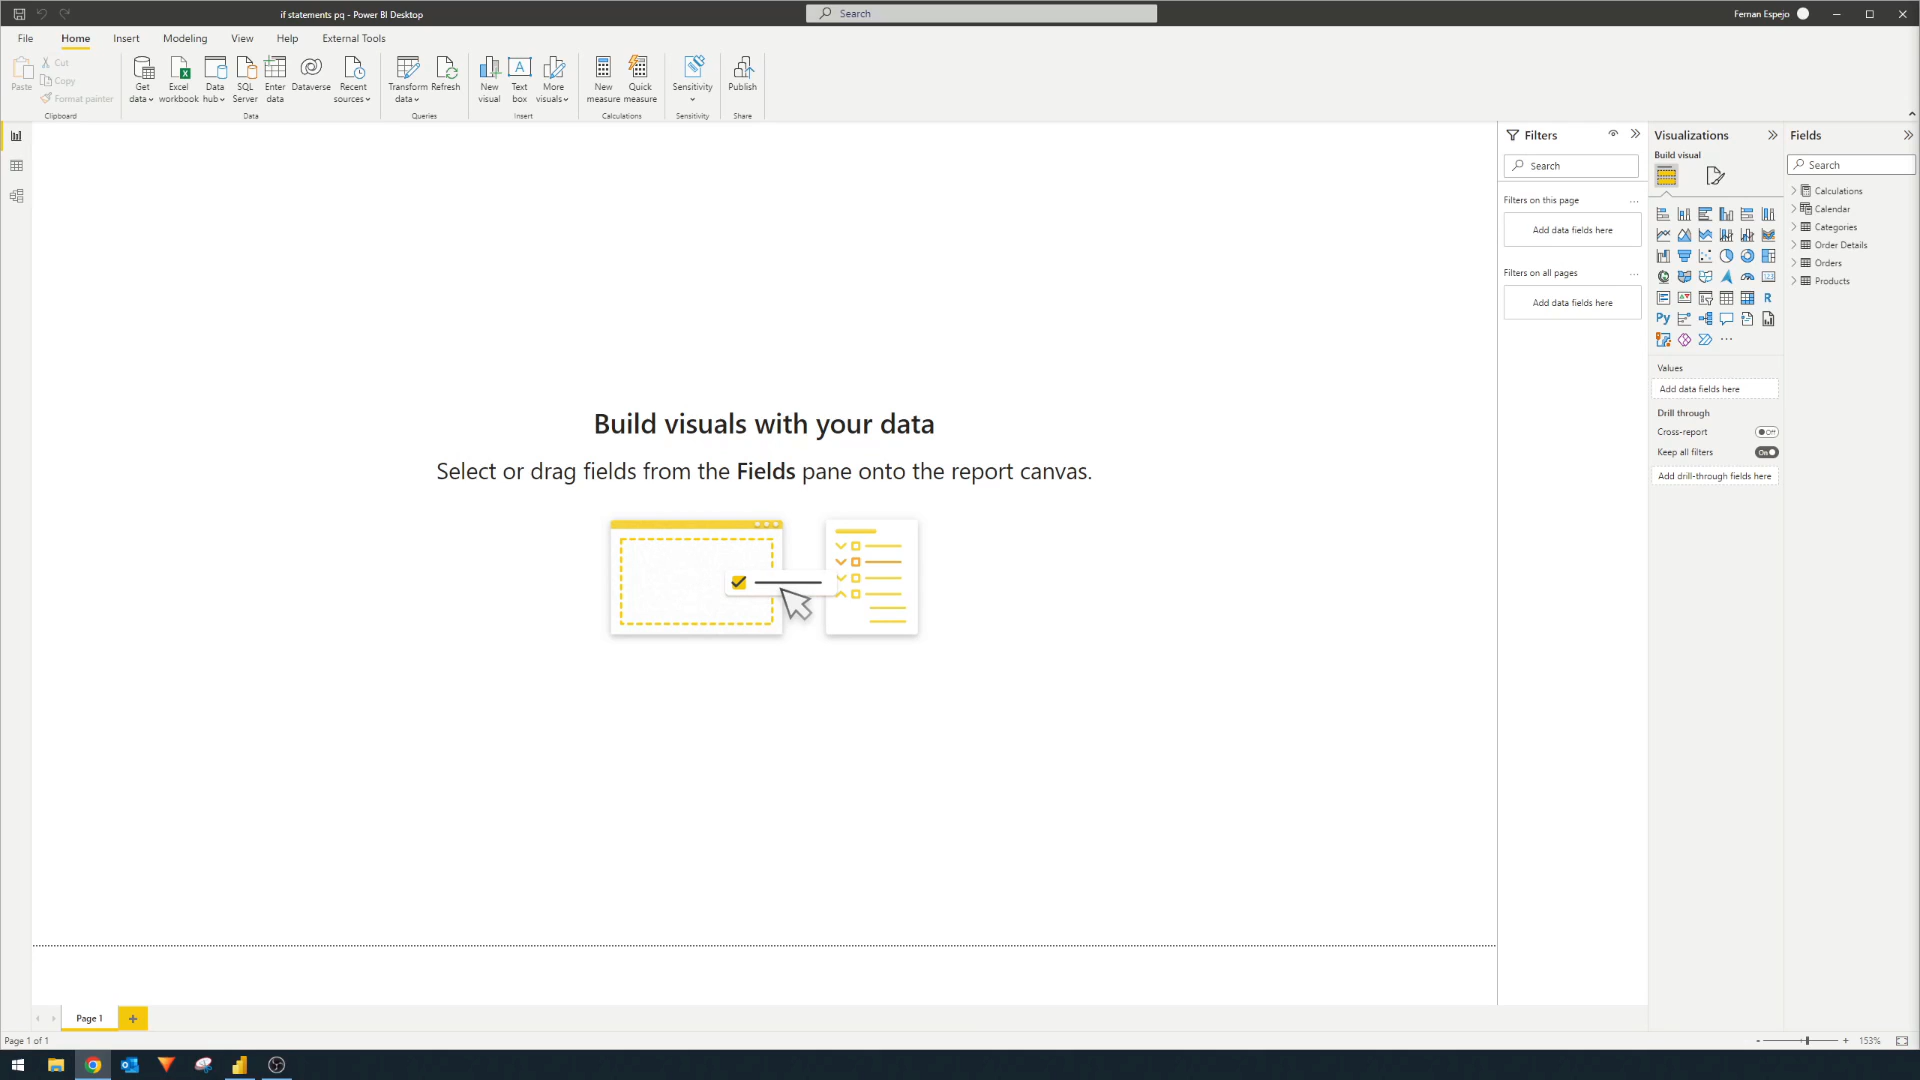 if statements pq - Power BI Desktop
Search
Fernan Espejo
File
Home
Insert
Modeling
View
Help
External Tools
Paste
Cut
Copy
Format painter
Clipboard
Get data
Excel workbook
Data hub
SQL Server
Enter data
Dataverse
Recent sources
Data
Transform data
Refresh
Queries
New visual
Text box
More visuals
Insert
New measure
Quick measure
Calculations
Sensitivity
Sensitivity
Publish
Share
Build visuals with your data
Select or drag fields from the Fields pane onto the report canvas.
Filters
Search
Filters on this page
...
Add data fields here
Filters on all pages
...
Add data fields here
Visualizations
Build visual
123
R
Py
...
Values
Add data fields here
Drill through
Cross-report
Off
Keep all filters
On
Add drill-through fields here
Fields
Search
Calculations
Calendar
Categories
Order Details
Orders
Products
Page 1
+
Page 1 of 1
- + 153%